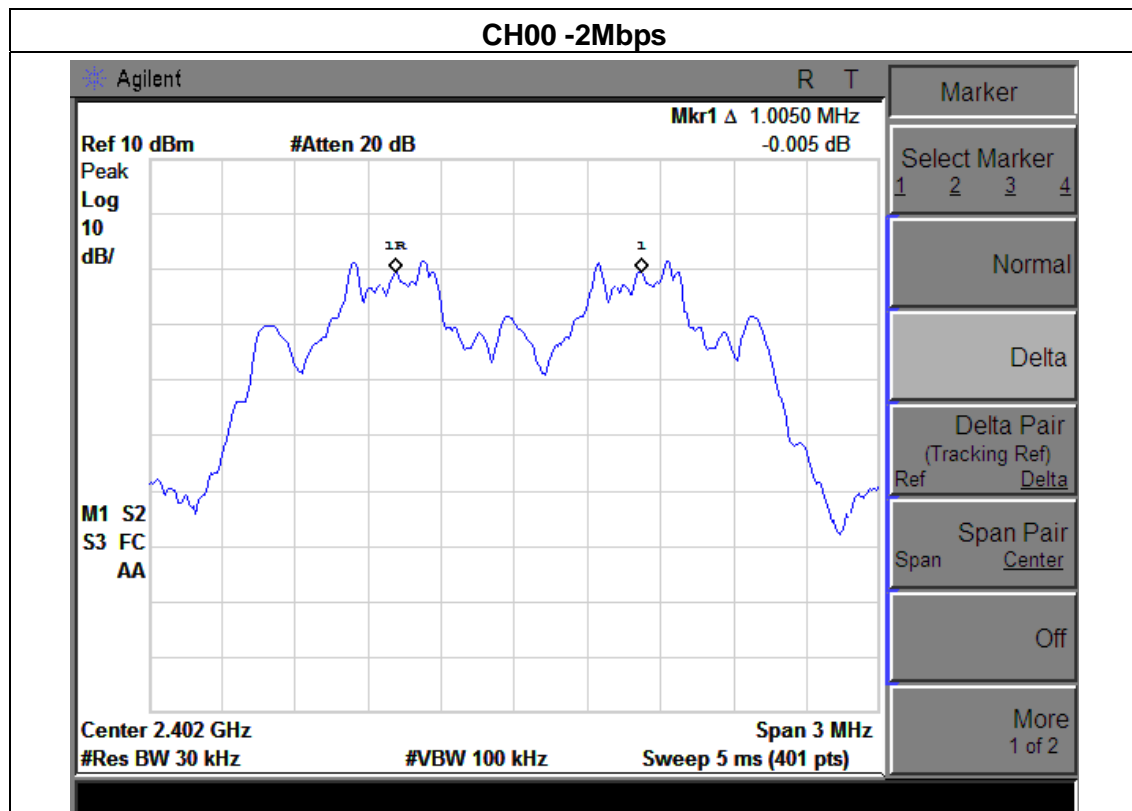 CH00 -2Mbps
Agilent R T
Mkr1 Δ 1.0050 MHz
Ref 10 dBm #Atten 20 dB -0.005 dB
Peak
Log
10
dB/
1R 1
M1 S2
S3 FC
AA
Center 2.402 GHz Span 3 MHz
#Res BW 30 kHz #VBW 100 kHz Sweep 5 ms (401 pts)
Marker
Select Marker
1 2 3 4
Normal
Delta
Delta Pair
(Tracking Ref)
Ref Delta
Span Pair
Span Center
Off
More
1 of 2